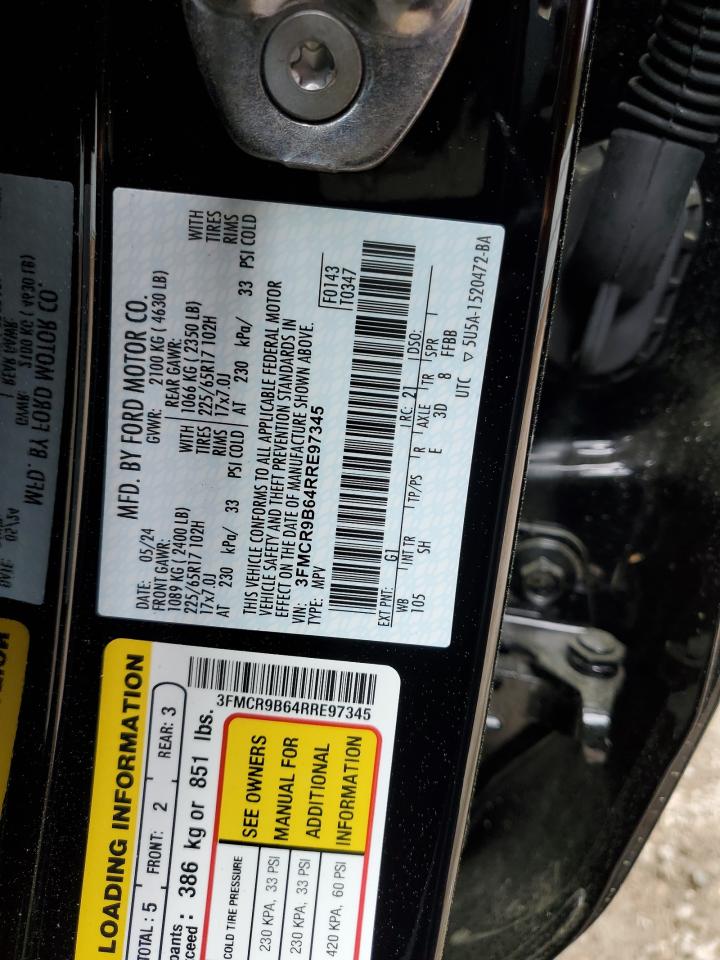 MFD. BY FORD MOTOR CO.
DATE: 05/24 GVWR: 2100 KG ( 4630 LB)
FRONT GAWR: REAR GAWR:
1089 KG (2400 LB) WITH 1066 KG (2350 LB) WITH
225/65R17 102H TIRES 225/65R17 102H TIRES
17x7.0J RIMS 17x7.0J RIMS
AT 230 kPa/ 33 PSI COLD AT 230 kPa/ 33 PSI COLD
THIS VEHICLE CONFORMS TO ALL APPLICABLE FEDERAL MOTOR
VEHICLE SAFETY AND THEFT PREVENTION STANDARDS IN
EFFECT ON THE DATE OF MANUFACTURE SHOWN ABOVE.
VIN: 3FMCR9B64RRE97345
TYPE: MPV
F0143
T0347
EXT PNT: G1 RC: 21 DSO:
WB INT TR TP/PS R AXLE TR SPR
105 SH E 3D 8 FFBB
UTC ▽ 5U5A-1520472-BA
LOADING INFORMATION
TOTAL : 5 FRONT: 2 REAR: 3
pants
xceed : 386 kg or 851 lbs.
3FMCR9B64RRE97345
COLD TIRE PRESSURE
230 KPA, 33 PSI
230 KPA, 33 PSI
420 KPA, 60 PSI
SEE OWNERS
MANUAL FOR
ADDITIONAL
INFORMATION